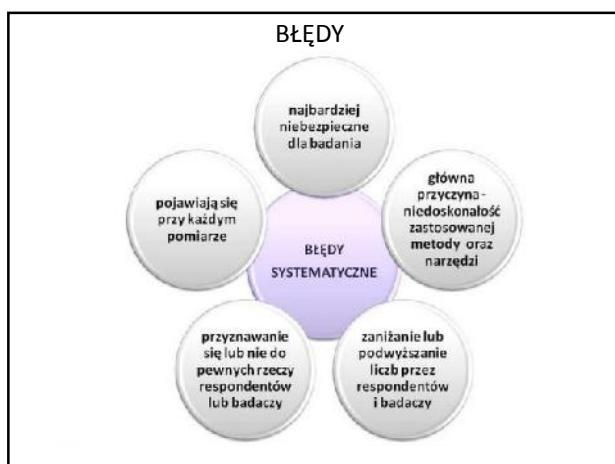 BŁĘDY
najbardziej
niebezpieczne
dla badania
główna
przyczyna -
niedoskonałość
zastosowanej
metody oraz
narzędzi
zaniżanie lub
podwyższanie
liczb przez
respondentów
i badaczy
przyznawanie
się lub nie do
pewnych rzeczy
respondentów
lub badaczy
pojawiają się
przy każdym
pomiarze
BŁĘDY
SYSTEMATYCZNE